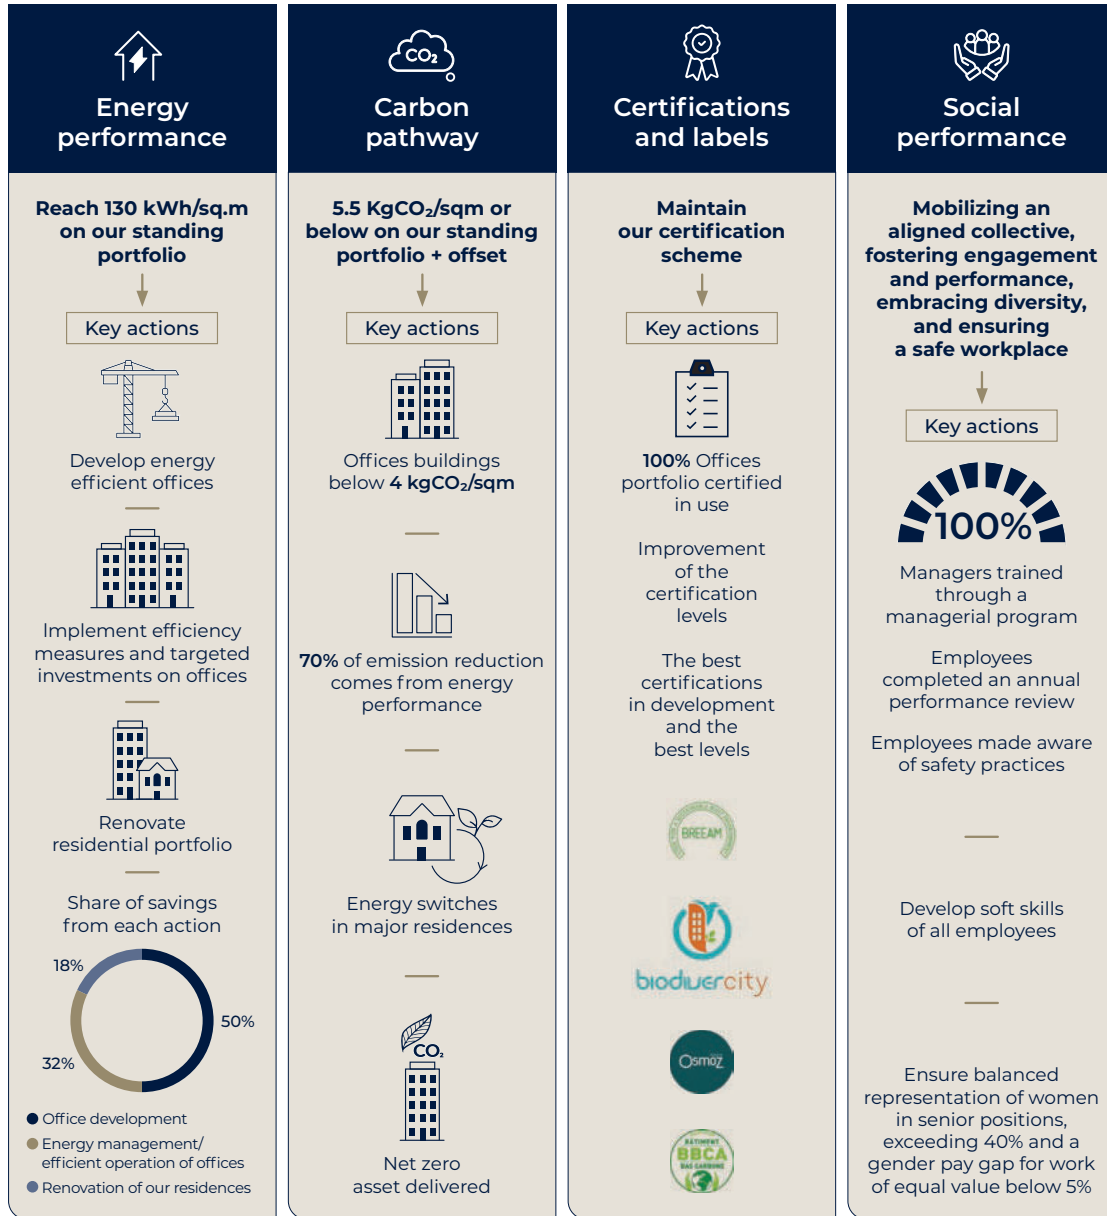 Energy
performance
Reach 130 kWh/sq.m
on our standing
portfolio
Key actions
Develop energy
efficient offices
Implement efficiency
measures and targeted
investments on offices
Renovate
residential portfolio
Share of savings
from each action
18%
50%
32%
Office development
Energy management/
efficient operation of offices
Renovation of our residences
CO₂
Carbon
pathway
5.5 KgCO₂/sqm or
below on our standing
portfolio + offset
Key actions
Offices buildings
below 4 kgCO₂/sqm
70% of emission reduction
comes from energy
performance
Energy switches
in major residences
CO₂
Net zero
asset delivered
Certifications
and labels
Maintain
our certification
scheme
Key actions
100% Offices
portfolio certified
in use
Improvement
of the
certification
levels
The best
certifications
in development
and the
best levels
BREEAM
biodivercity
Osmoz
BÂTIMENT
BBCA
BAS CARBONE
Social
performance
Mobilizing an
aligned collective,
fostering engagement
and performance,
embracing diversity,
and ensuring
a safe workplace
Key actions
100%
Managers trained
through a
managerial program
Employees
completed an annual
performance review
Employees made aware
of safety practices
Develop soft skills
of all employees
Ensure balanced
representation of women
in senior positions,
exceeding 40% and a
gender pay gap for work
of equal value below 5%